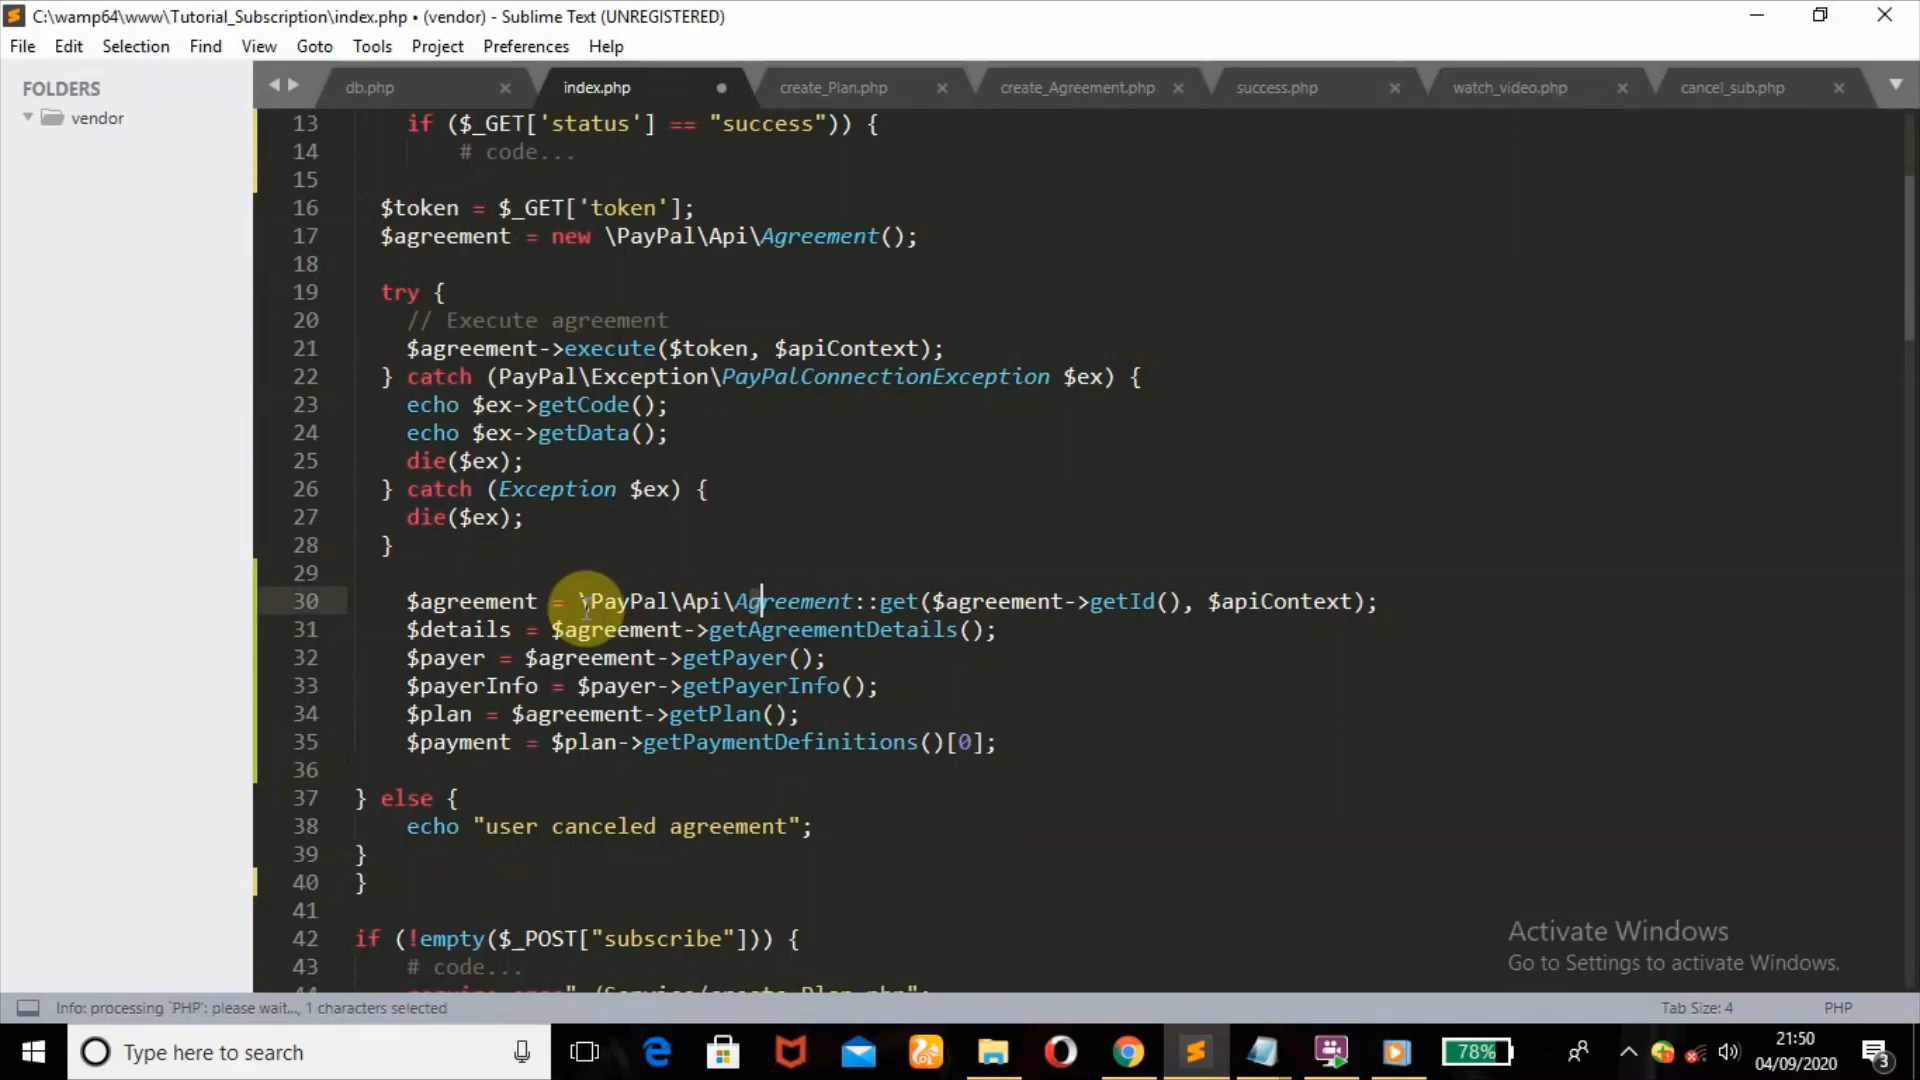 C:\wamp64\www\Tutorial_Subscription\index.php • (vendor) - Sublime Text (UNREGISTERED)
File Edit Selection Find View Goto Tools Project Preferences Help
FOLDERS
vendor
db.php index.php create_Plan.php create_Agreement.php success.php watch_video.php cancel_sub.php
13 if ($_GET['status'] == "success")) {
14 # code...
15
16 $token = $_GET['token'];
17 $agreement = new \PayPal\Api\Agreement();
18
19 try {
20 // Execute agreement
21 $agreement->execute($token, $apiContext);
22 } catch (PayPal\Exception\PayPalConnectionException $ex) {
23 echo $ex->getCode();
24 echo $ex->getData();
25 die($ex);
26 } catch (Exception $ex) {
27 die($ex);
28 }
29
30 $agreement = \PayPal\Api\Agreement::get($agreement->getId(), $apiContext);
31 $details = $agreement->getAgreementDetails();
32 $payer = $agreement->getPayer();
33 $payerInfo = $payer->getPayerInfo();
34 $plan = $agreement->getPlan();
35 $payment = $plan->getPaymentDefinitions()[0];
36
37 } else {
38 echo "user canceled agreement";
39 }
40 }
41
42 if (!empty($_POST["subscribe"])) {
43 # code...
Activate Windows
Go to Settings to activate Windows.
Info: processing `PHP': please wait..., 1 characters selected
Tab Size: 4 PHP
Type here to search
78%
21:50
04/09/2020
3